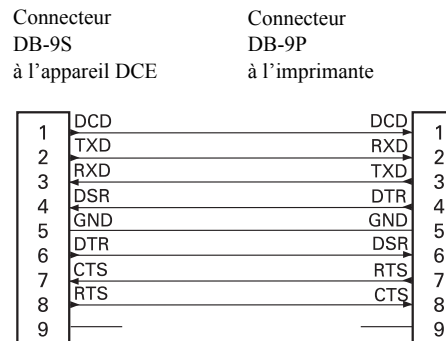 Connecteur Connecteur
DB-9S DB-9P
à l'appareil DCE à l'imprimante
1 DCD DCD 1
2 TXD RXD 2
3 RXD TXD 3
4 DSR DTR 4
5 GND GND 5
6 DTR DSR 6
7 CTS RTS 7
8 RTS CTS 8
9 9